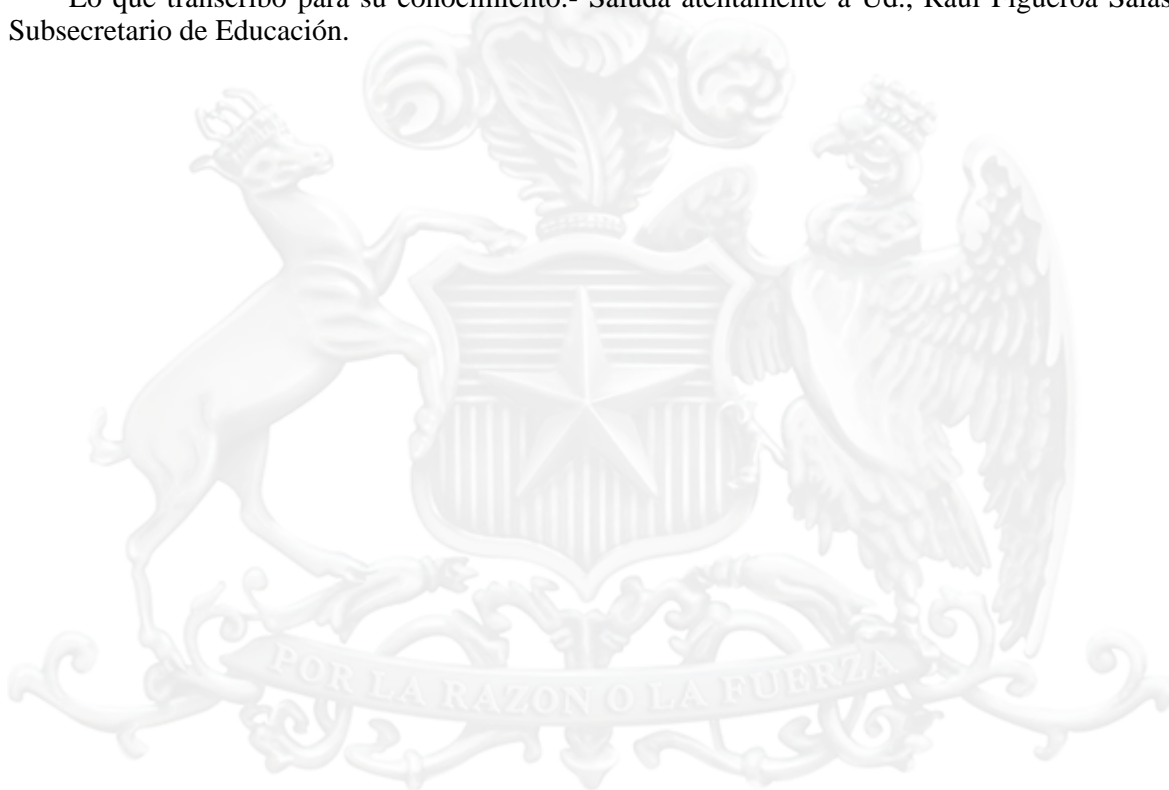 Lo que transcribo para su conocimiento.- Saluda atentamente a Ud., Raúl Figueroa Salas
Subsecretario de Educación.
POR LA RAZON O LA FUERZA